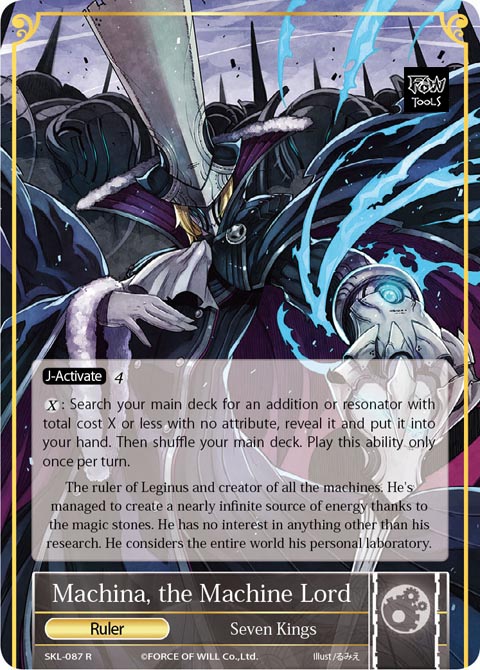 FOW
TOOLS
J-Activate 4
X : Search your main deck for an addition or resonator with
total cost X or less with no attribute, reveal it and put it into
your hand. Then shuffle your main deck. Play this ability only
once per turn.
The ruler of Leginus and creator of all the machines. He's
managed to create a nearly infinite source of energy thanks to
the magic stones. He has no interest in anything other than his
research. He considers the entire world his personal laboratory.
Machina, the Machine Lord
Ruler Seven Kings
SKL-087 R ©FORCE OF WILL Co.,Ltd. Illust/るみえ